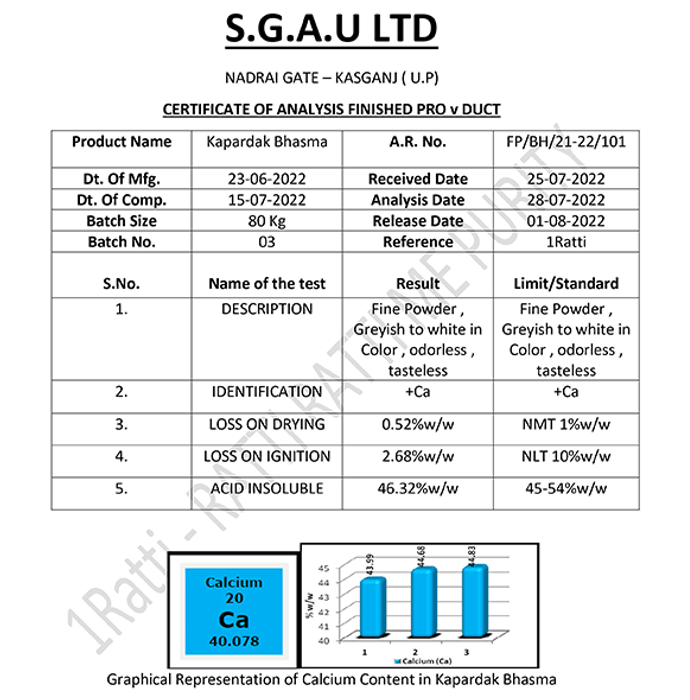 S.G.A.U LTD
NADRAI GATE – KASGANJ ( U.P)
CERTIFICATE OF ANALYSIS FINISHED PRO v DUCT
Product Name Kapardak Bhasma A.R. No. FP/BH/21-22/101
Dt. Of Mfg. 23-06-2022 Received Date 25-07-2022
Dt. Of Comp. 15-07-2022 Analysis Date 28-07-2022
Batch Size 80 Kg Release Date 01-08-2022
Batch No. 03 Reference 1Ratti
S.No. Name of the test Result Limit/Standard
1. DESCRIPTION Fine Powder , Fine Powder ,
Greyish to white in Greyish to white in
Color , odorless , Color , odorless ,
tasteless tasteless
2. IDENTIFICATION +Ca +Ca
3. LOSS ON DRYING 0.52%w/w NMT 1%w/w
4. LOSS ON IGNITION 2.68%w/w NLT 10%w/w
5. ACID INSOLUBLE 46.32%w/w 45-54%w/w
1Ratti - RATTI RATTI ME PURITY
Calcium
20
Ca
40.078
43.99 44.68 44.83
%w/w
45
44
43
42
41
40
1 2 3
Calcium (Ca)
Graphical Representation of Calcium Content in Kapardak Bhasma